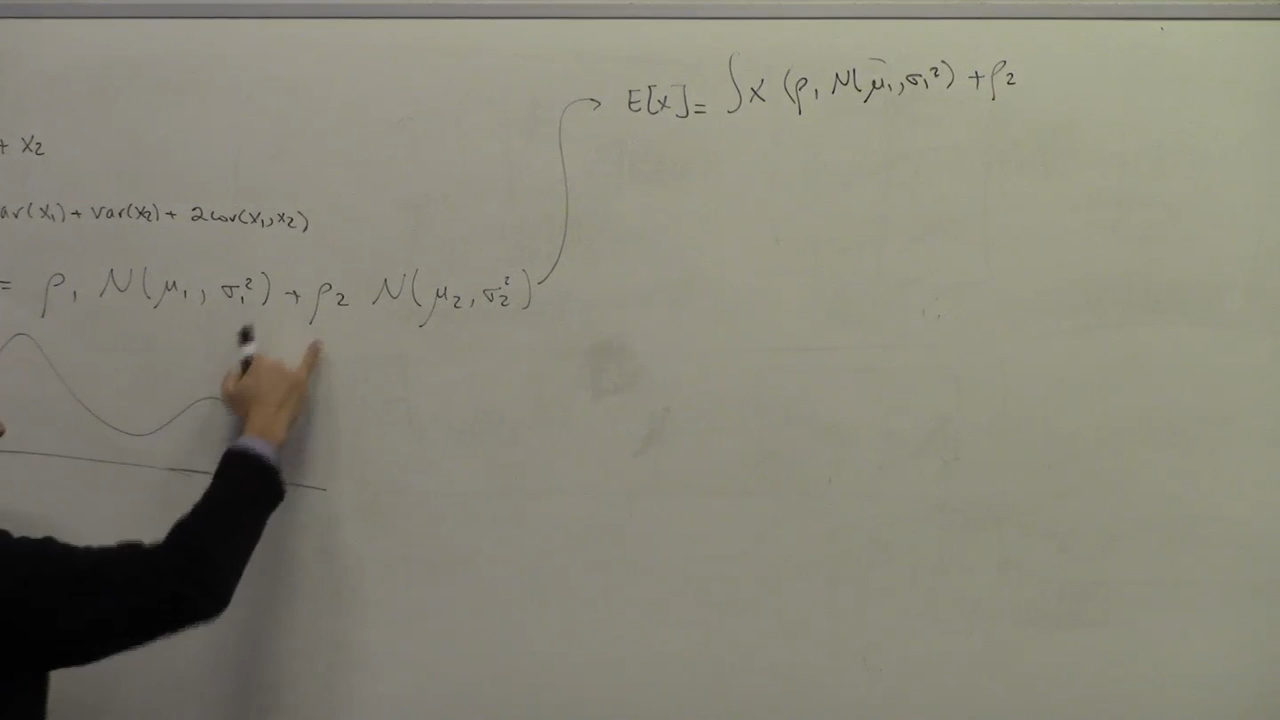 E[x] = ∫x (ρ₁ N(μ₁, σ₁²) + ρ₂
+ X₂
ar(X₁) + Var(X₂) + 2cov(X₁, X₂)
= ρ₁ N(μ₁, σ₁²) + ρ₂ N(μ₂, σ₂²)